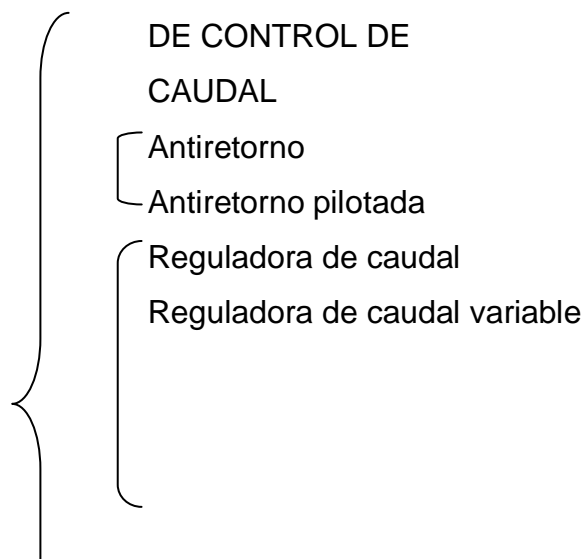 DE CONTROL DE
CAUDAL
Antiretorno
Antiretorno pilotada
Reguladora de caudal
Reguladora de caudal variable